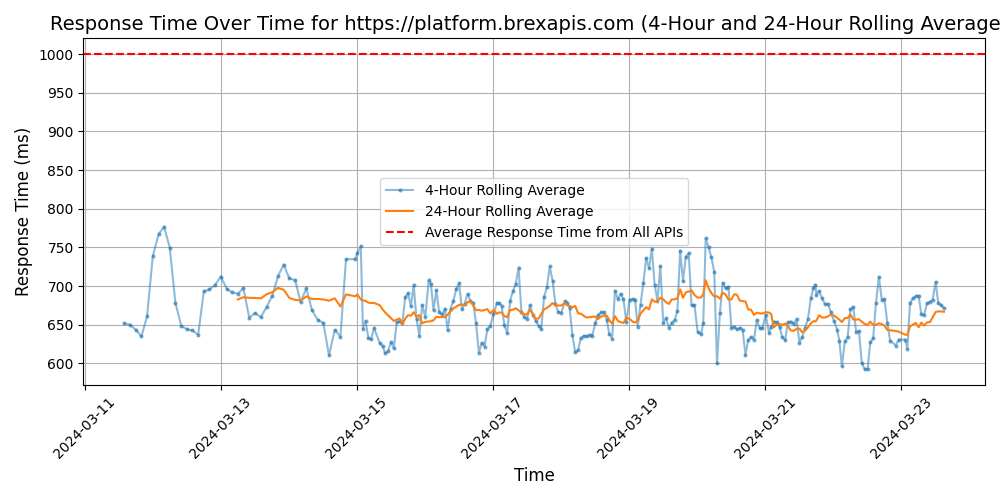 Response Time Over Time for https://platform.brexapis.com (4-Hour and 24-Hour Rolling Average
Response Time (ms)
1000
950
900
850
800
750
700
650
600
4-Hour Rolling Average
24-Hour Rolling Average
Average Response Time from All APIs
2024-03-11
2024-03-13
2024-03-15
2024-03-17
2024-03-19
2024-03-21
2024-03-23
Time